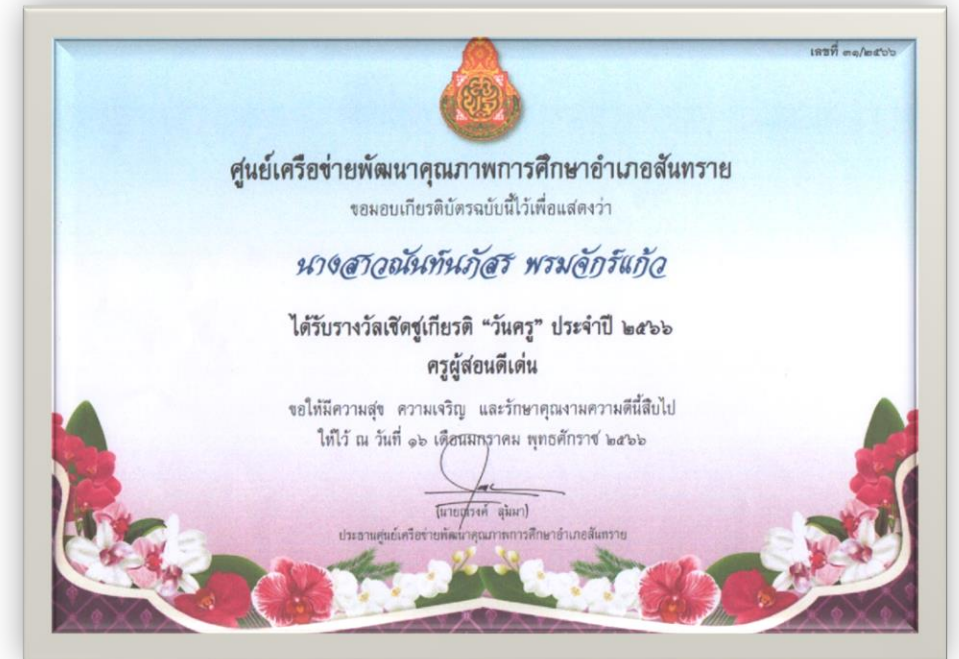 เลขที่ ๓๑/๒๕๖๖
ศูนย์เครือข่ายพัฒนาคุณภาพการศึกษาอำเภอสันทราย
ขอมอบเกียรติบัตรฉบับนี้ไว้เพื่อแสดงว่า
นางสาวณันท์นภัสร พรมจักร์แก้ว
ได้รับรางวัลเชิดชูเกียรติ “วันครู” ประจำปี ๒๕๖๖
ครูผู้สอนดีเด่น
ขอให้มีความสุข ความเจริญ และรักษาคุณงามความดีนี้สืบไป
ให้ไว้ ณ วันที่ ๑๖ เดือนมกราคม พุทธศักราช ๒๕๖๖
(นายณรงค์ ลุมมา)
ประธานศูนย์เครือข่ายพัฒนาคุณภาพการศึกษาอำเภอสันทราย